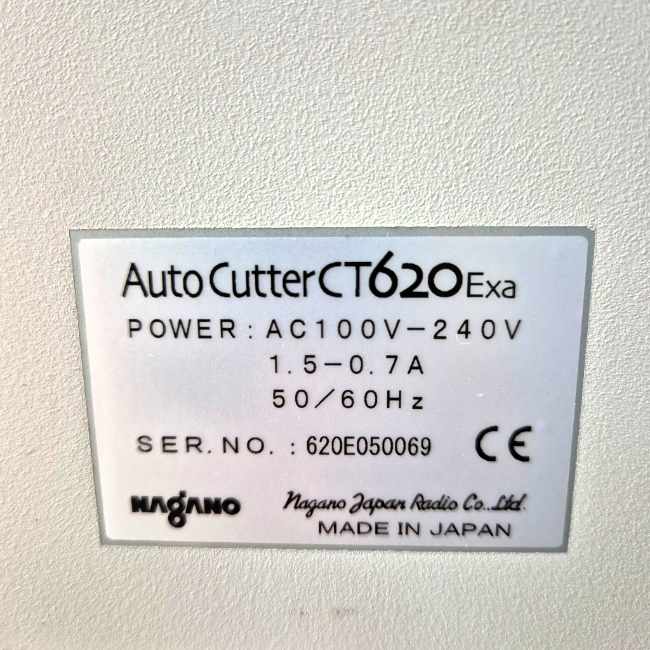 Auto Cutter CT620 Exa
POWER: AC100V-240V
1.5-0.7A
50/60Hz
SER. NO. : 620E050069 CE
NAGANO Nagano Japan Radio Co., Ltd.
MADE IN JAPAN